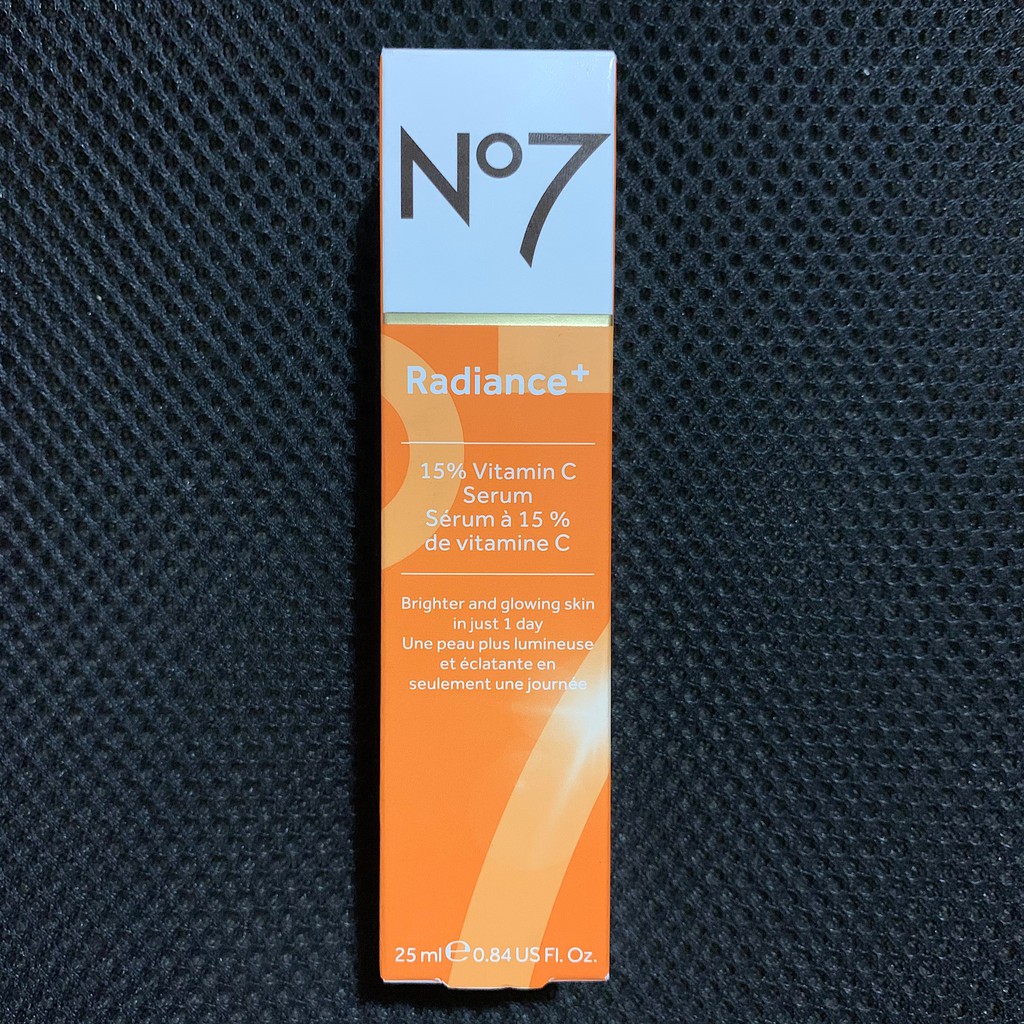 Nº7
Radiance+
15% Vitamin C
Serum
Sérum à 15 %
de vitamine C
Brighter and glowing skin
in just 1 day
Une peau plus lumineuse
et éclatante en
seulement une journée
25 ml ℮ 0.84 US Fl. Oz.